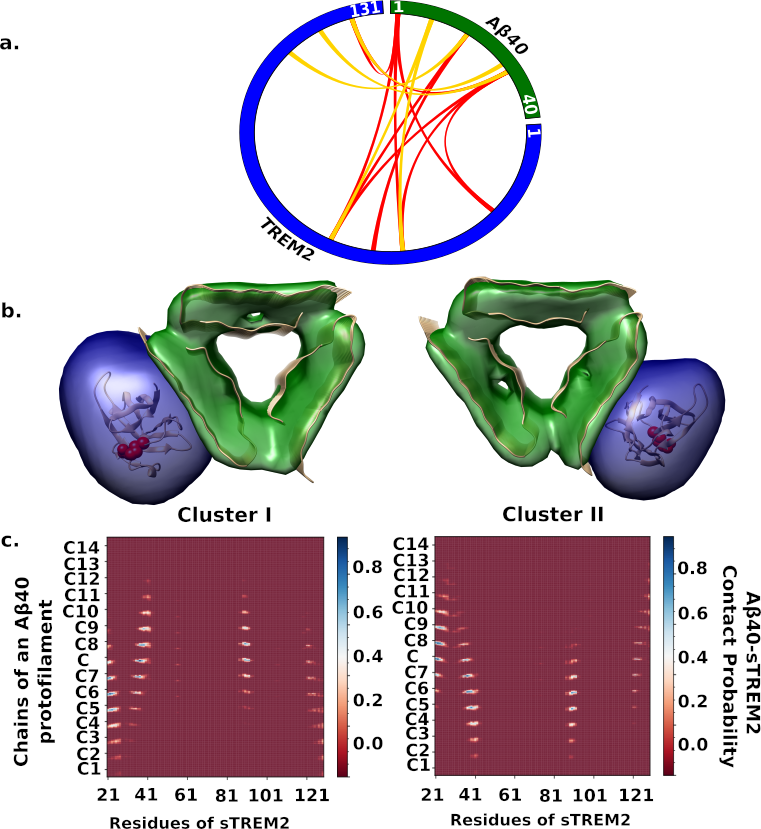 a.
131
1
Aβ40
40
1
TREM2
b.
Cluster I
Cluster II
c.
Chains of an Aβ40
protofilament
C14
C13
C12
C11
C10
C9
C8
C
C7
C6
C5
C4
C3
C2
C1
21 41 61 81 101 121
Residues of sTREM2
0.8
0.6
0.4
0.2
0.0
C14
C13
C12
C11
C10
C9
C8
C
C7
C6
C5
C4
C3
C2
C1
21 41 61 81 101 121
Residues of sTREM2
0.8
0.6
0.4
0.2
0.0
Aβ40-sTREM2
Contact Probability